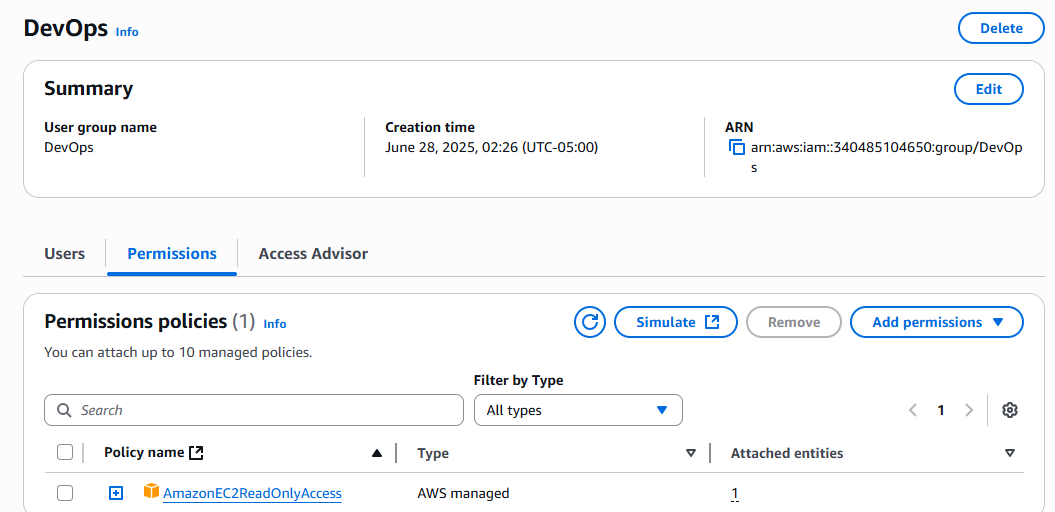 DevOps Info
Delete
Summary
Edit
User group name
DevOps
Creation time
June 28, 2025, 02:26 (UTC-05:00)
ARN
arn:aws:iam::340485104650:group/DevOp
s
Users Permissions Access Advisor
Permissions policies (1) Info
Simulate Remove Add permissions
You can attach up to 10 managed policies.
Filter by Type
Search All types 1
Policy name Type Attached entities
AmazonEC2ReadOnlyAccess AWS managed 1